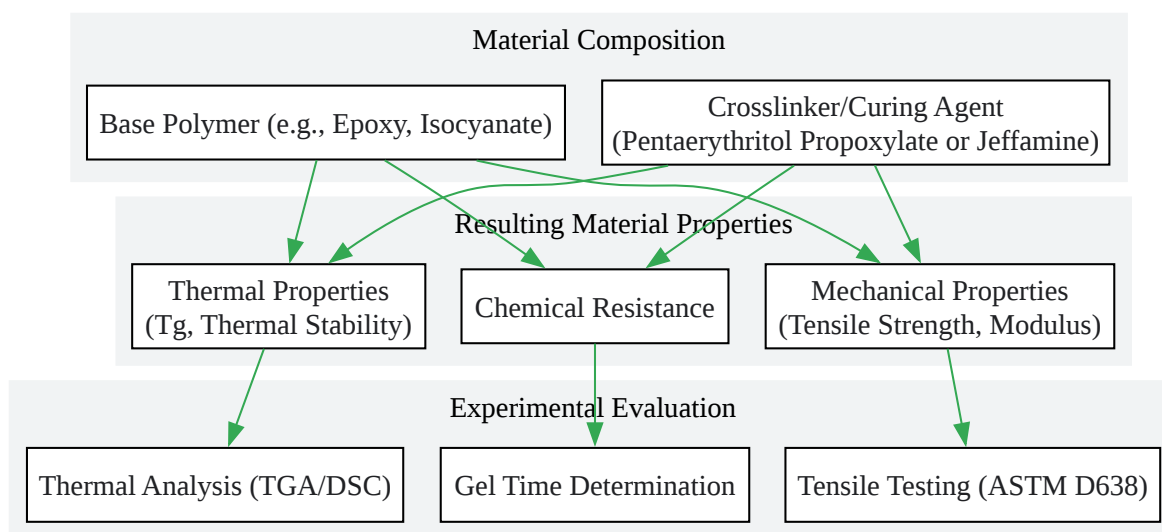 Material Composition
Base Polymer (e.g., Epoxy, Isocyanate)
Crosslinker/Curing Agent
(Pentaerythritol Propoxylate or Jeffamine)
Resulting Material Properties
Thermal Properties
(Tg, Thermal Stability)
Chemical Resistance
Mechanical Properties
(Tensile Strength, Modulus)
Experimental Evaluation
Thermal Analysis (TGA/DSC)
Gel Time Determination
Tensile Testing (ASTM D638)